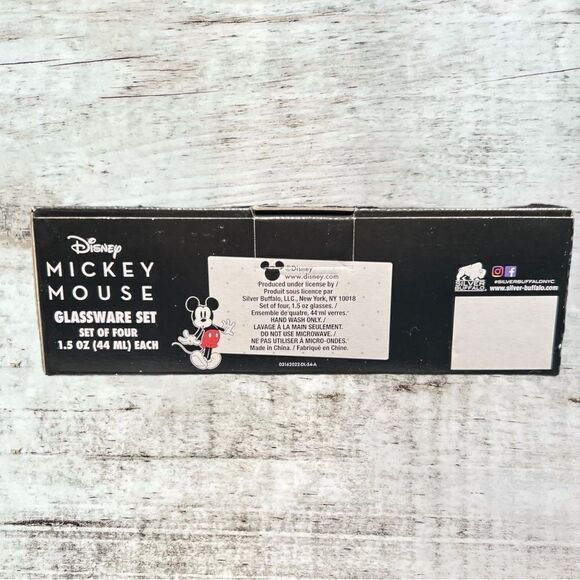 Disney
MICKEY
MOUSE
GLASSWARE SET
SET OF FOUR
1.5 OZ (44 ML) EACH
©Disney
www.disney.com
Produced under license by /
Produit sous licence par
Silver Buffalo, LLC., New York, NY 10018
Set of four, 1.5 oz glasses. /
Ensemble de quatre, 44 ml verres.
HAND WASH ONLY. /
LAVAGE À LA MAIN SEULEMENT.
DO NOT USE MICROWAVE. /
NE PAS UTILISER À MICRO-ONDES.
Made in China. / Fabriqué en Chine.
03162022-DL-S4-A
SILVER
BUFFALO
#SILVERBUFFALONYC
www.silver-buffalo.com